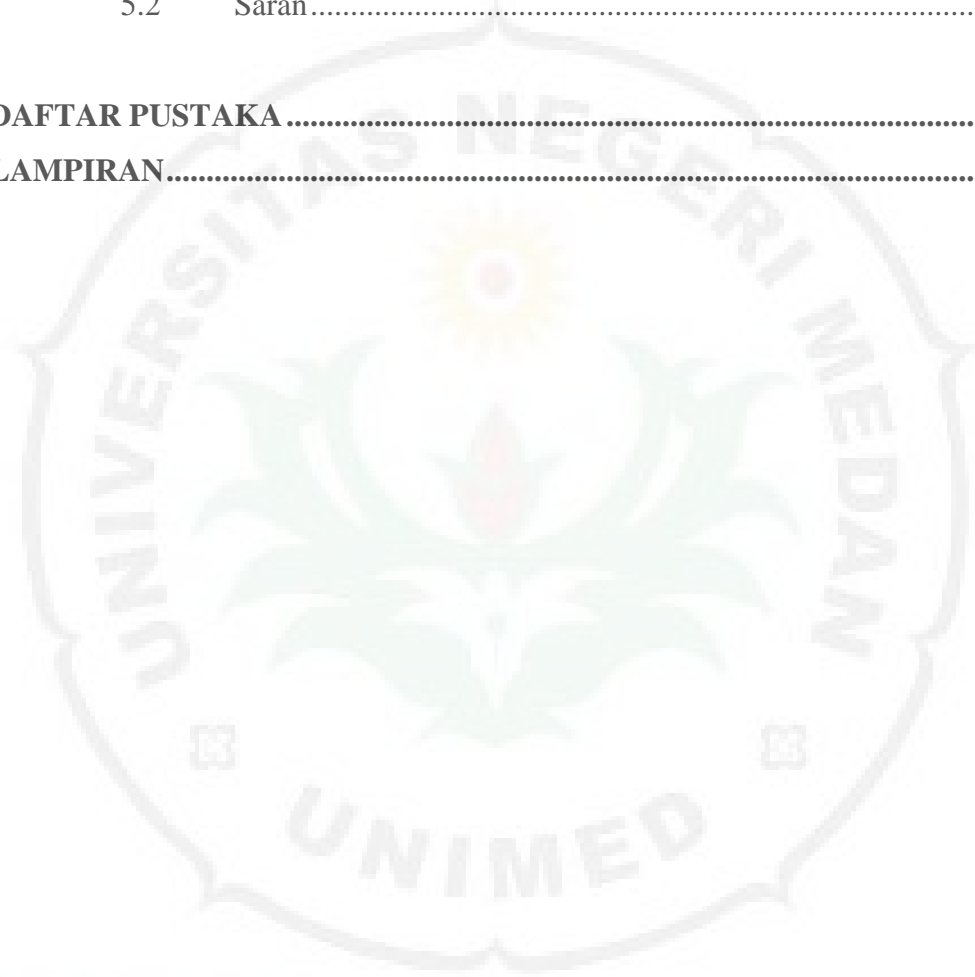 5.2 Saran................................................................................
DAFTAR PUSTAKA................................................................................
LAMPIRAN................................................................................
UNIVERSITAS NEGERI MEDAN
UNIMED